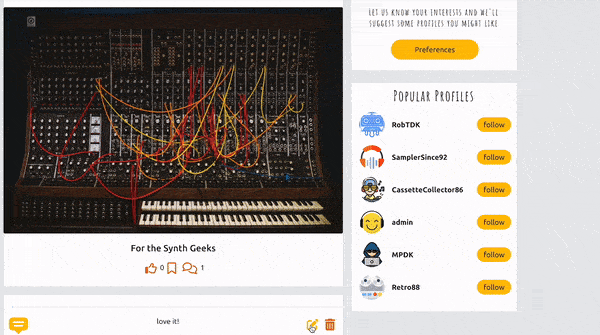 LET US KNOW YOUR INTERESTS AND WE'LL
SUGGEST SOME PROFILES YOU MIGHT LIKE
Preferences
Popular Profiles
RobTDK
follow
SamplerSince92
follow
CassetteCollector86
follow
admin
follow
MPDK
follow
Retro88
follow
For the Synth Geeks
0
1
love it!